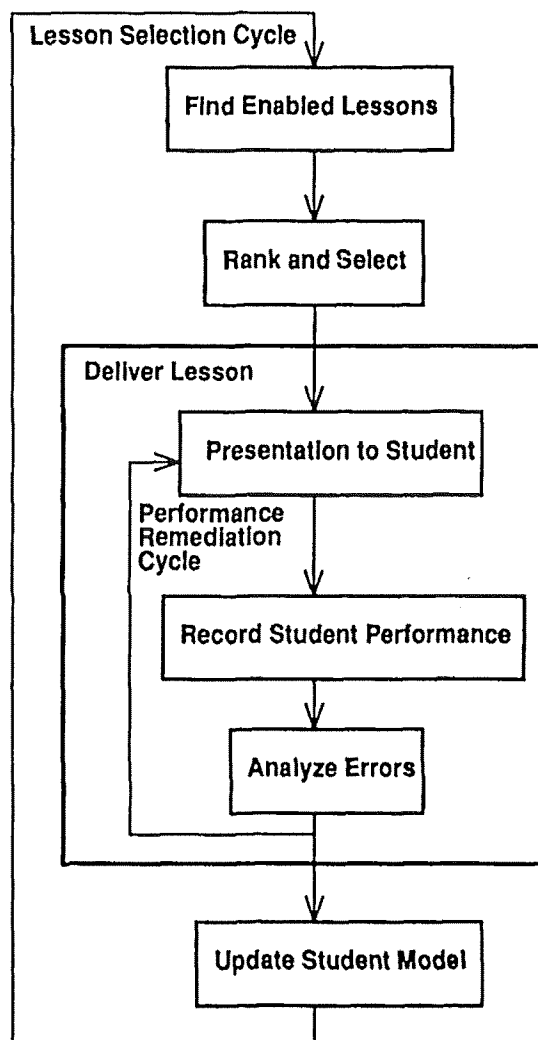 Lesson Selection Cycle
Find Enabled Lessons
Rank and Select
Deliver Lesson
Presentation to Student
Performance
Remediation
Cycle
Record Student Performance
Analyze Errors
Update Student Model